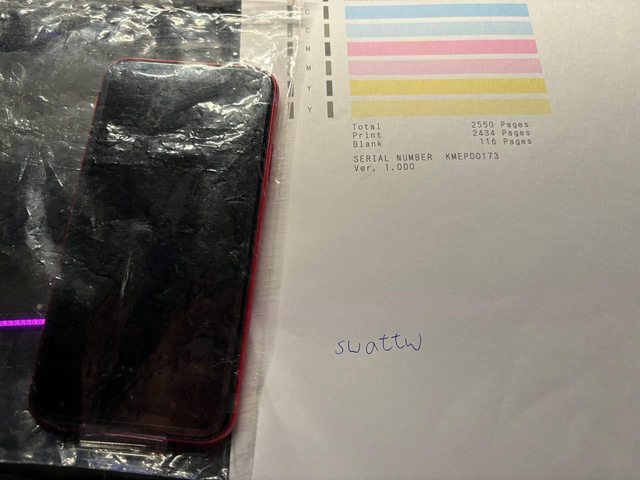 C
C
M
M
Y
Y
Total 2550 Pages
Print 2434 Pages
Blank 116 Pages
SERIAL NUMBER KMEP00173
Ver. 1.000
swattw